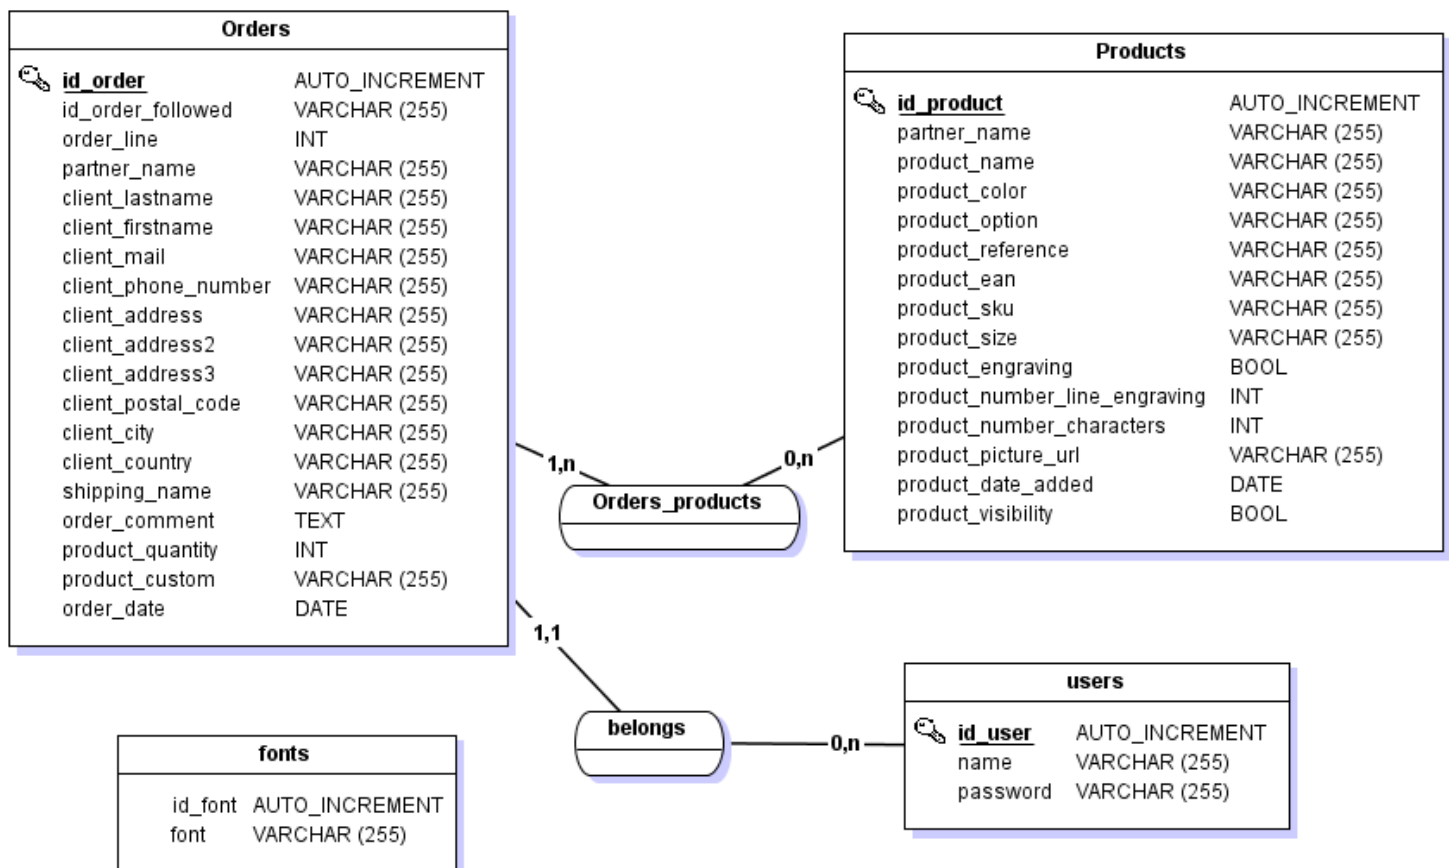 Orders
id_order AUTO_INCREMENT
id_order_followed VARCHAR (255)
order_line INT
partner_name VARCHAR (255)
client_lastname VARCHAR (255)
client_firstname VARCHAR (255)
client_mail VARCHAR (255)
client_phone_number VARCHAR (255)
client_address VARCHAR (255)
client_address2 VARCHAR (255)
client_address3 VARCHAR (255)
client_postal_code VARCHAR (255)
client_city VARCHAR (255)
client_country VARCHAR (255)
shipping_name VARCHAR (255)
order_comment TEXT
product_quantity INT
product_custom VARCHAR (255)
order_date DATE
Products
id_product AUTO_INCREMENT
partner_name VARCHAR (255)
product_name VARCHAR (255)
product_color VARCHAR (255)
product_option VARCHAR (255)
product_reference VARCHAR (255)
product_ean VARCHAR (255)
product_sku VARCHAR (255)
product_size VARCHAR (255)
product_engraving BOOL
product_number_line_engraving INT
product_number_characters INT
product_picture_url VARCHAR (255)
product_date_added DATE
product_visibility BOOL
1,n
0,n
Orders_products
1,1
belongs
0,n
users
id_user AUTO_INCREMENT
name VARCHAR (255)
password VARCHAR (255)
fonts
id_font AUTO_INCREMENT
font VARCHAR (255)